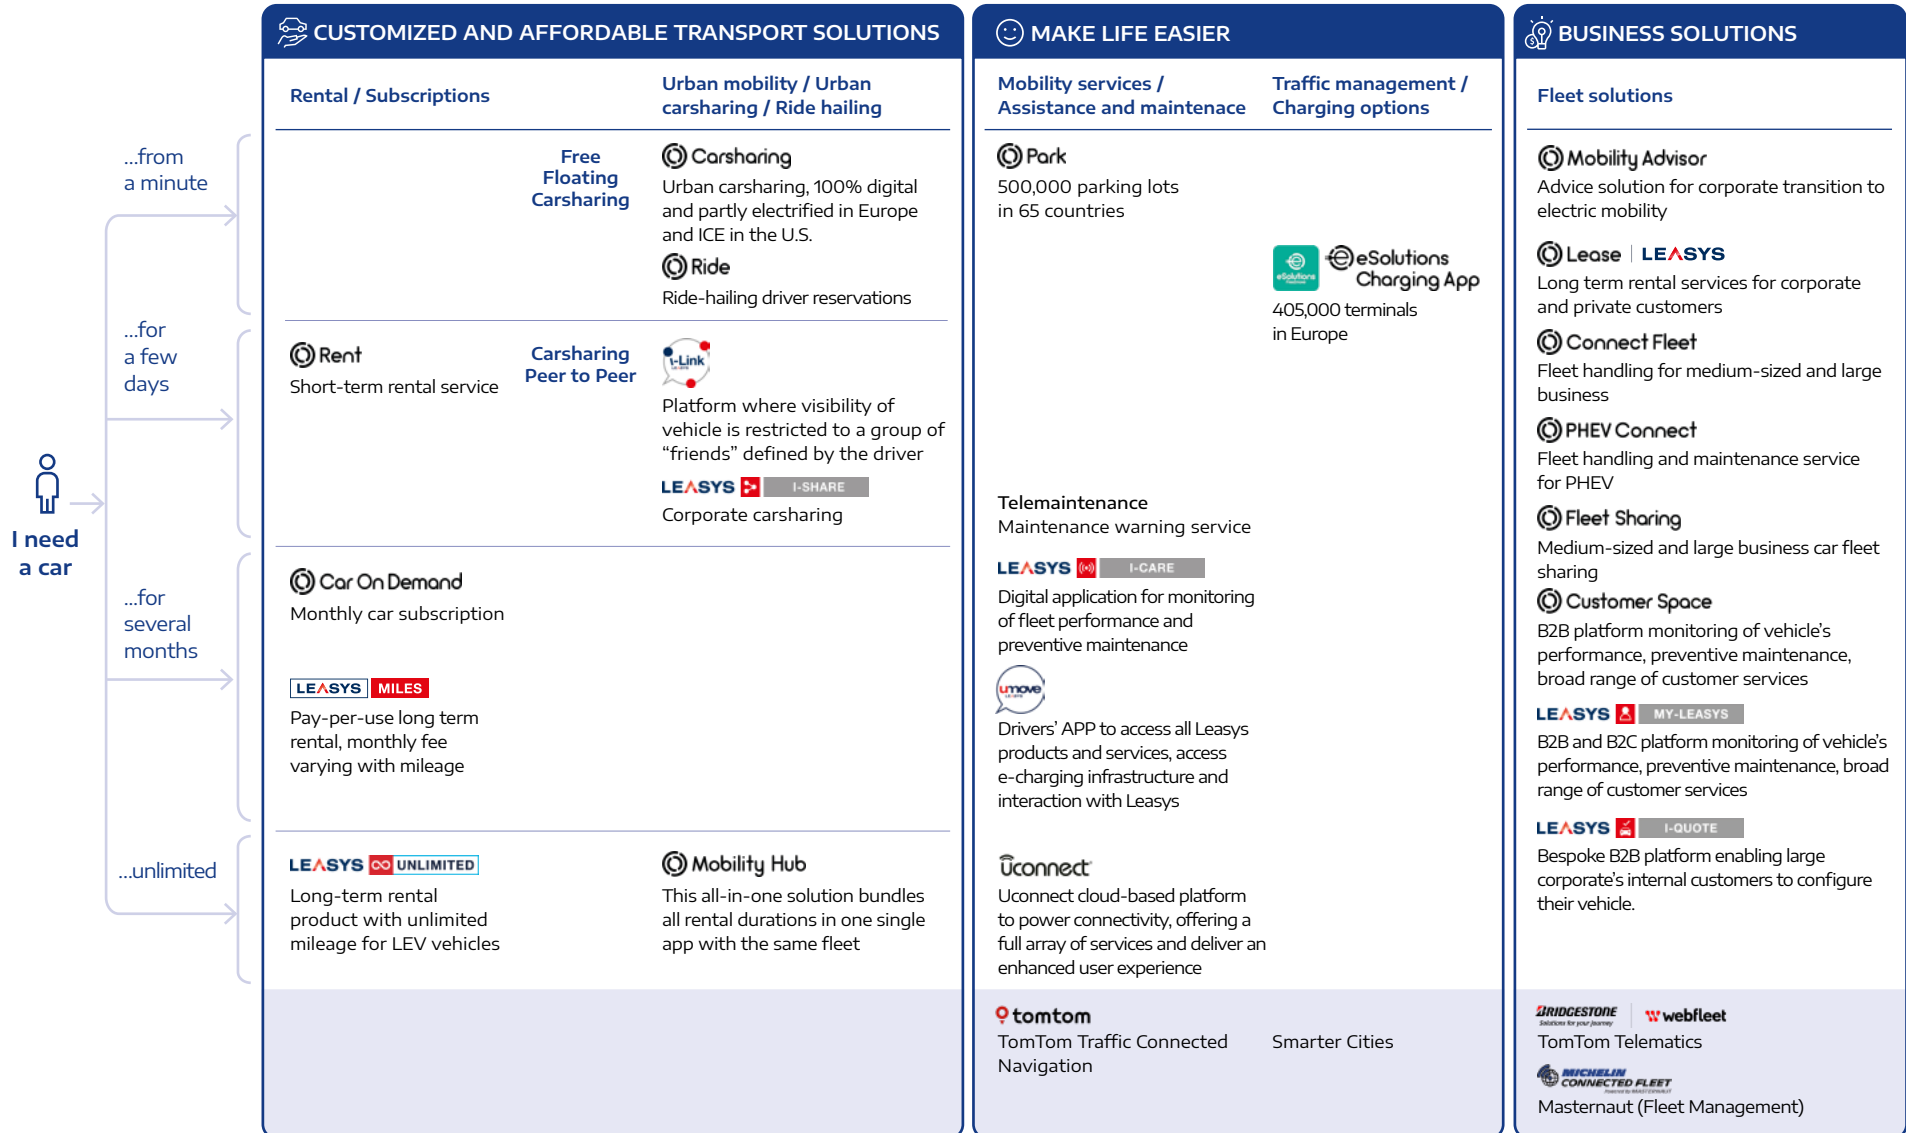 I need
a car
...from
a minute
...for
a few
days
...for
several
months
...unlimited
CUSTOMIZED AND AFFORDABLE TRANSPORT SOLUTIONS
Rental / Subscriptions
Urban mobility / Urban
carsharing / Ride hailing
Free
Floating
Carsharing
Carsharing
Urban carsharing, 100% digital
and partly electrified in Europe
and ICE in the U.S.
Ride
Ride-hailing driver reservations
Rent
Short-term rental service
Carsharing
Peer to Peer
i-Link
LEASYS
Platform where visibility of
vehicle is restricted to a group of
“friends” defined by the driver
LEASYS I-SHARE
Corporate carsharing
Car On Demand
Monthly car subscription
LEASYS MILES
Pay-per-use long term
rental, monthly fee
varying with mileage
LEASYS UNLIMITED
Long-term rental
product with unlimited
mileage for LEV vehicles
Mobility Hub
This all-in-one solution bundles
all rental durations in one single
app with the same fleet
MAKE LIFE EASIER
Mobility services /
Assistance and maintenace
Traffic management /
Charging options
Park
500,000 parking lots
in 65 countries
eSolutions
eSolutions
Charging App
405,000 terminals
in Europe
Telemaintenance
Maintenance warning service
LEASYS I-CARE
Digital application for monitoring
of fleet performance and
preventive maintenance
umove
LEASYS
Drivers’ APP to access all Leasys
products and services, access
e-charging infrastructure and
interaction with Leasys
uconnect
Uconnect cloud-based platform
to power connectivity, offering a
full array of services and deliver an
enhanced user experience
tomtom
TomTom Traffic Connected
Navigation
Smarter Cities
BUSINESS SOLUTIONS
Fleet solutions
Mobility Advisor
Advice solution for corporate transition to
electric mobility
Lease | LEASYS
Long term rental services for corporate
and private customers
Connect Fleet
Fleet handling for medium-sized and large
business
PHEV Connect
Fleet handling and maintenance service
for PHEV
Fleet Sharing
Medium-sized and large business car fleet
sharing
Customer Space
B2B platform monitoring of vehicle’s
performance, preventive maintenance,
broad range of customer services
LEASYS MY-LEASYS
B2B and B2C platform monitoring of vehicle’s
performance, preventive maintenance, broad
range of customer services
LEASYS I-QUOTE
Bespoke B2B platform enabling large
corporate’s internal customers to configure
their vehicle.
BRIDGESTONE
Solutions for your journey
webfleet
TomTom Telematics
MICHELIN
CONNECTED FLEET
Powered by MASTERNAUT
Masternaut (Fleet Management)